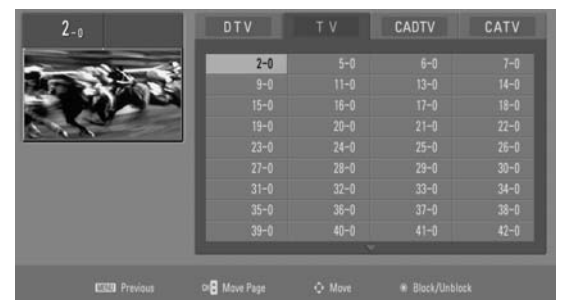 2-0
DTV TV CADTV CATV
2-0 5-0 6-0 7-0
9-0 11-0 13-0 14-0
15-0 16-0 17-0 18-0
19-0 20-0 21-0 22-0
23-0 24-0 25-0 26-0
27-0 28-0 29-0 30-0
31-0 32-0 33-0 34-0
35-0 36-0 37-0 38-0
39-0 40-0 41-0 42-0
MENU Previous CH Move Page Move Block/Unblock